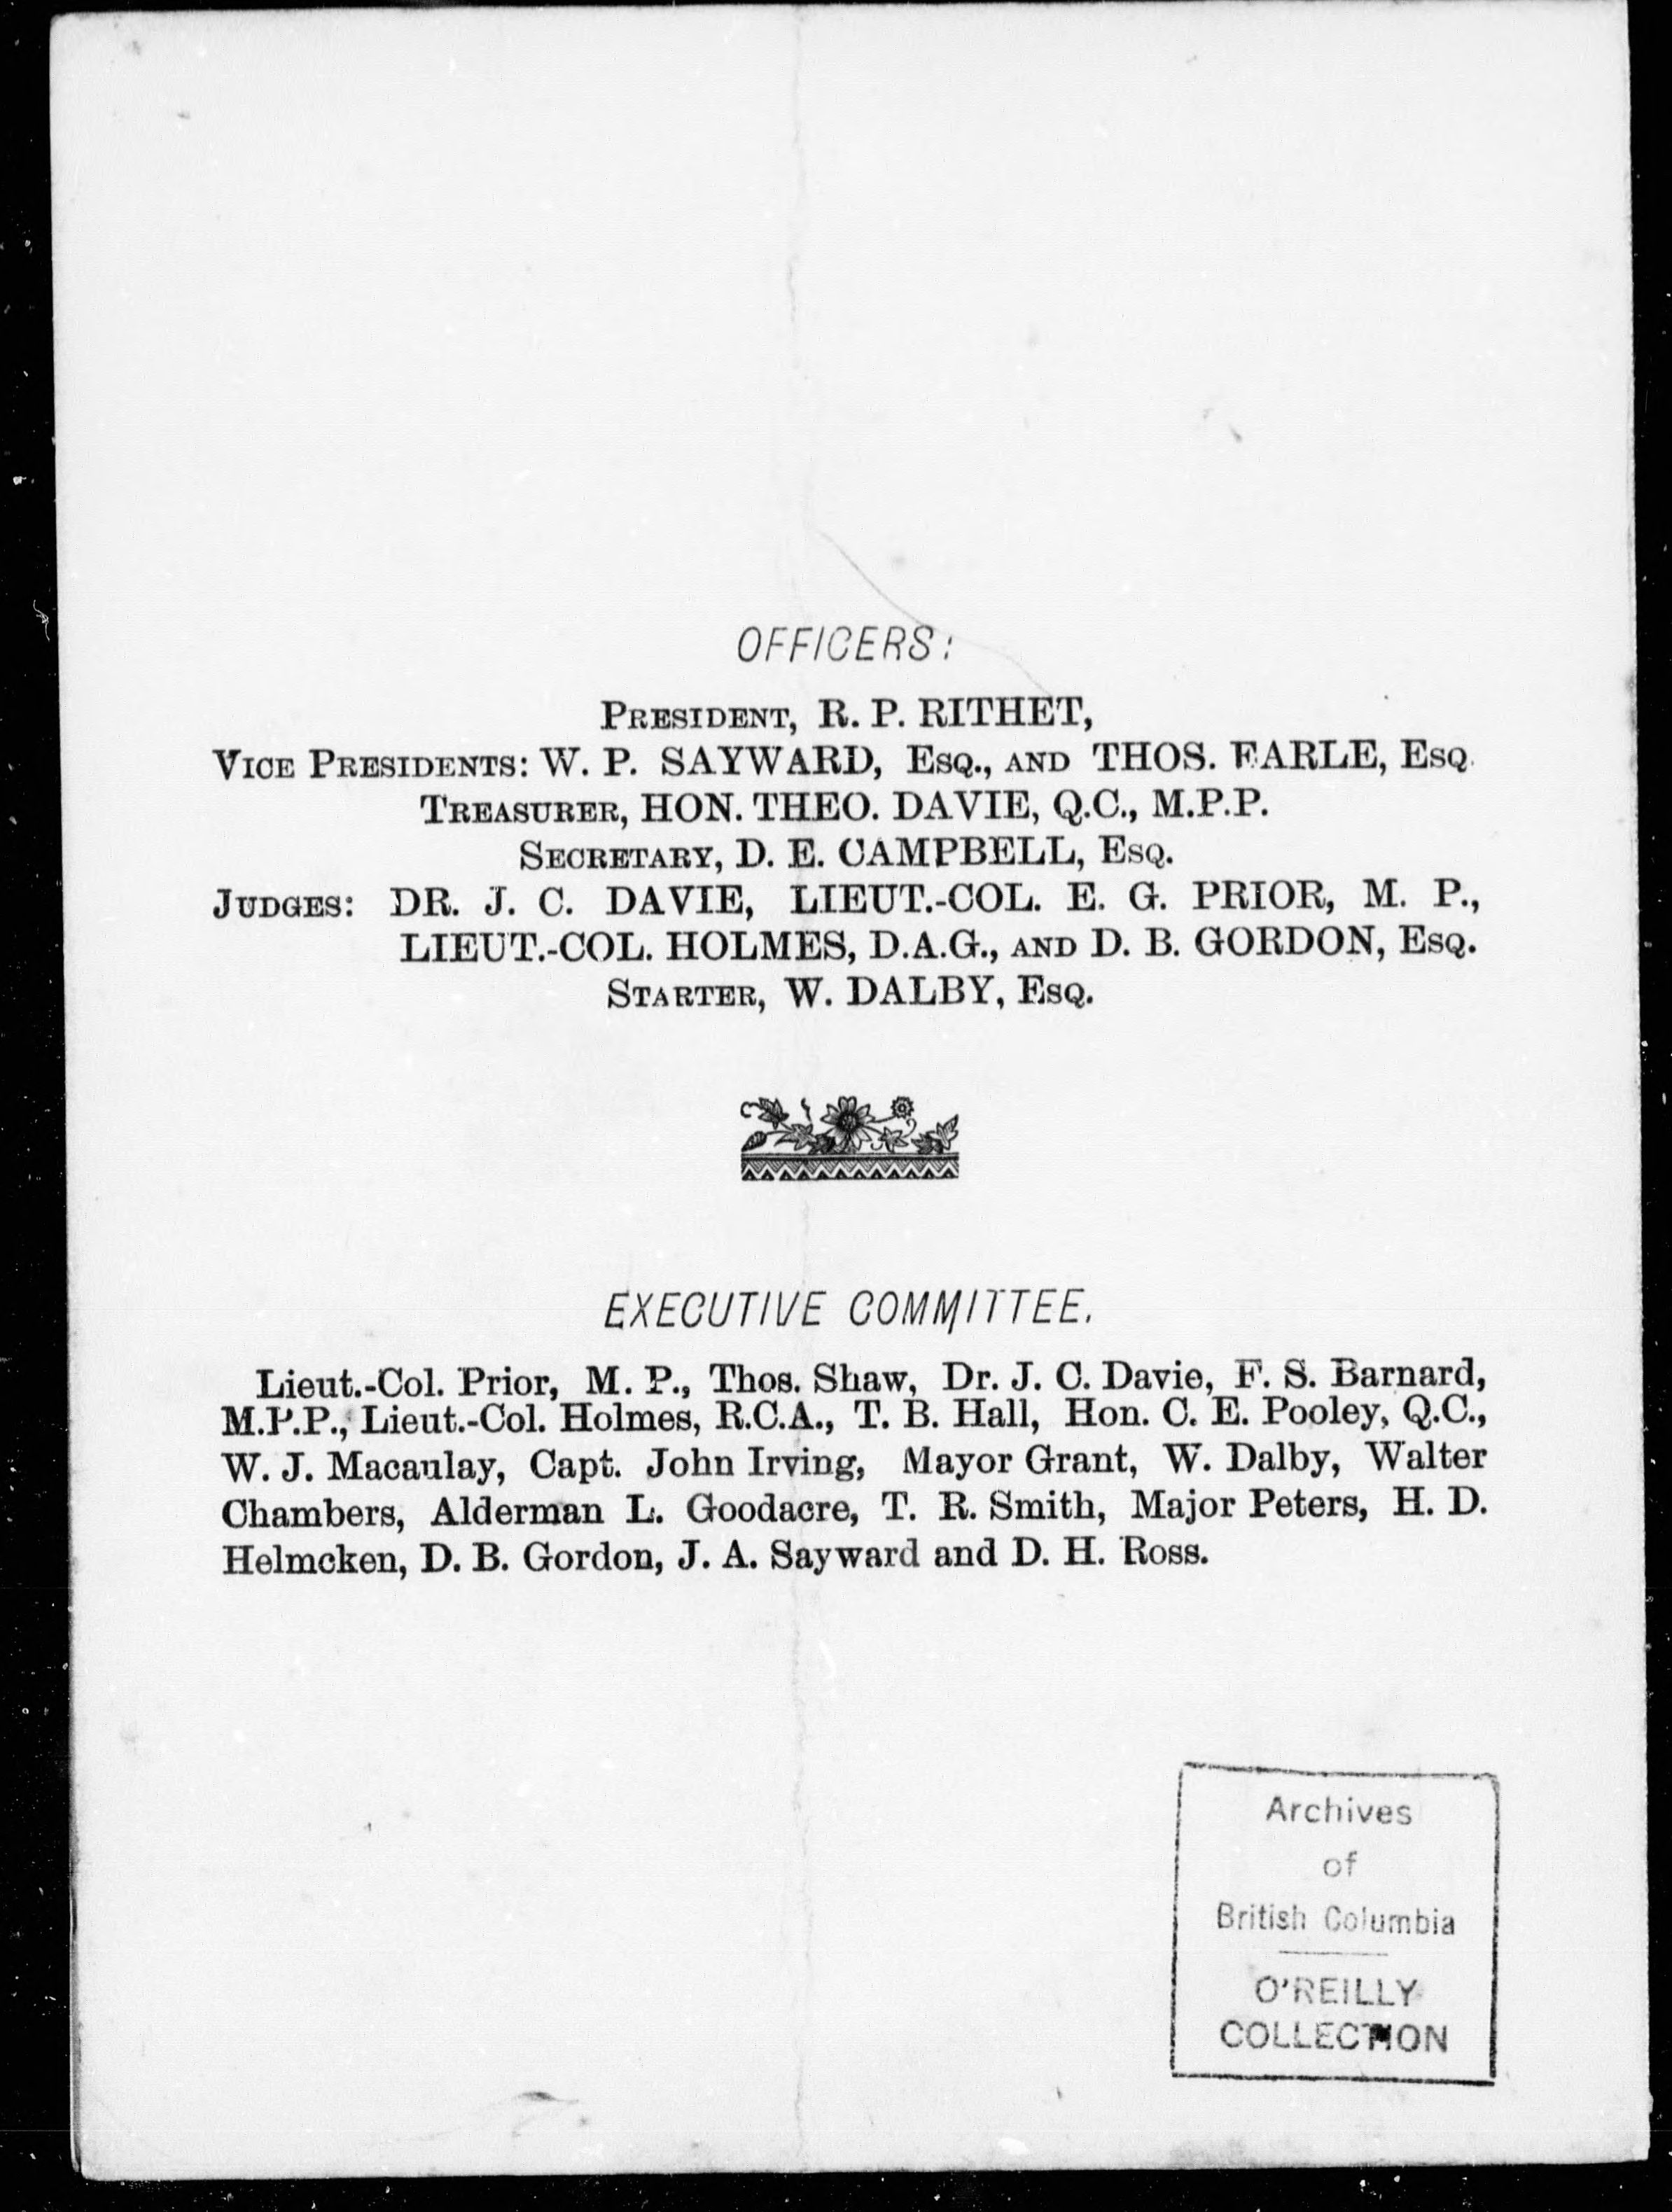 OFFICERS:
PRESIDENT, R. P. RITHET,
VICE PRESIDENTS: W. P. SAYWARD, ESQ., AND THOS. EARLE, ESQ.
TREASURER, HON. THEO. DAVIE, Q.C., M.P.P.
SECRETARY, D. E. CAMPBELL, ESQ.
JUDGES: DR. J. C. DAVIE, LIEUT.-COL. E. G. PRIOR, M. P.,
LIEUT.-COL. HOLMES, D.A.G., AND D. B. GORDON, ESQ.
STARTER, W. DALBY, ESQ.
EXECUTIVE COMMITTEE.
Lieut.-Col. Prior, M. P., Thos. Shaw, Dr. J. C. Davie, F. S. Barnard,
M.P.P., Lieut.-Col. Holmes, R.C.A., T. B. Hall, Hon. C. E. Pooley, Q.C.,
W. J. Macaulay, Capt. John Irving, Mayor Grant, W. Dalby, Walter
Chambers, Alderman L. Goodacre, T. R. Smith, Major Peters, H. D.
Helmcken, D. B. Gordon, J. A. Sayward and D. H. Ross.
Archives
of
British Columbia
O'REILLY
COLLECTION